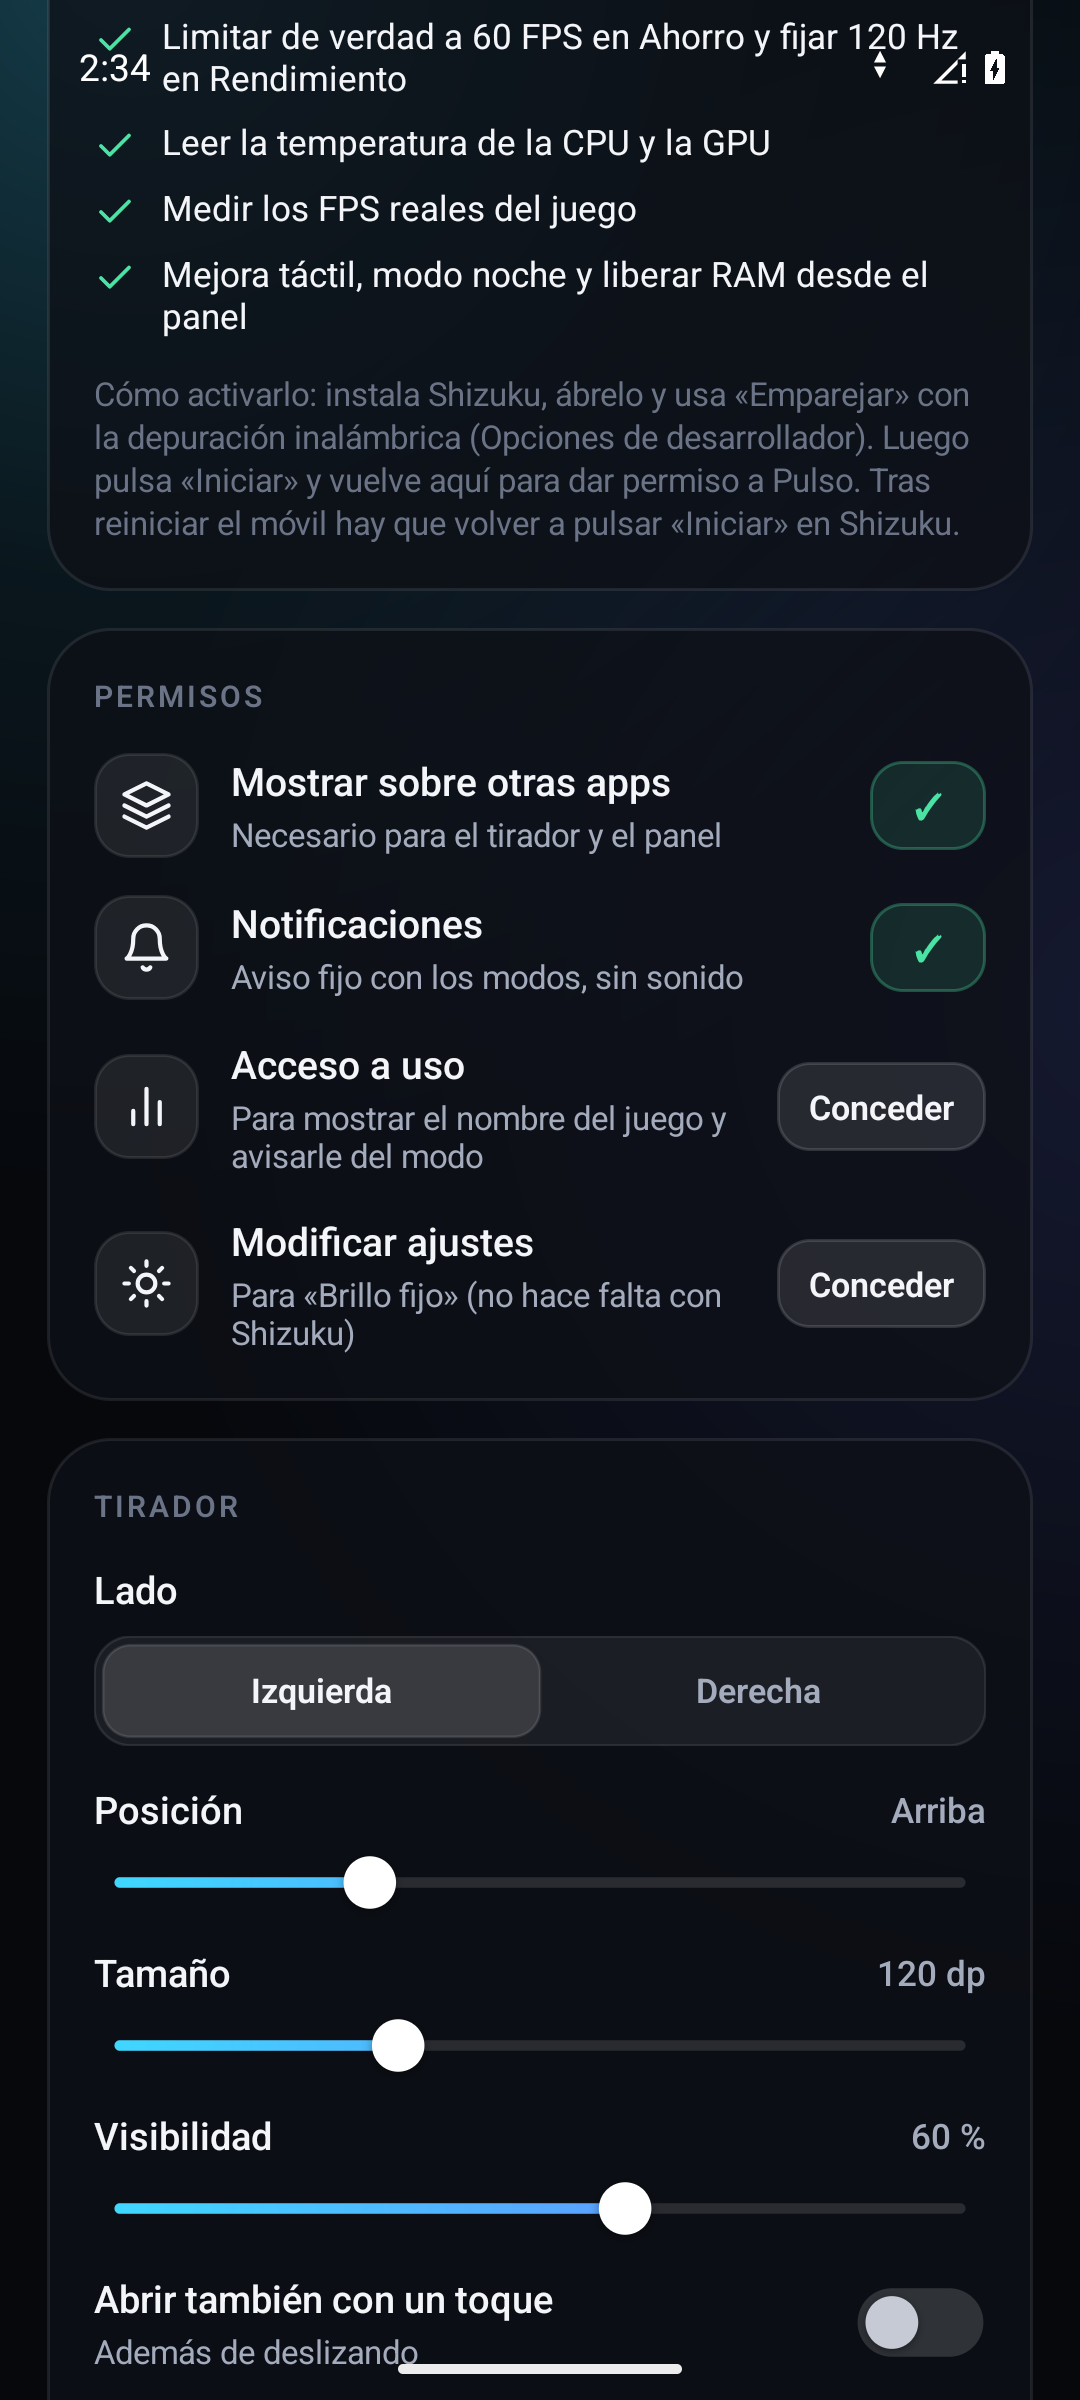 Limitar de verdad a 60 FPS en Ahorro y fijar 120 Hz
2:34
en Rendimiento
Leer la temperatura de la CPU y la GPU
Medir los FPS reales del juego
Mejora táctil, modo noche y liberar RAM desde el
panel
Cómo activarlo: instala Shizuku, ábrelo y usa «Emparejar» con
la depuración inalámbrica (Opciones de desarrollador). Luego
pulsa «Iniciar» y vuelve aquí para dar permiso a Pulso. Tras
reiniciar el móvil hay que volver a pulsar «Iniciar» en Shizuku.
PERMISOS
Mostrar sobre otras apps
Necesario para el tirador y el panel
Notificaciones
Aviso fijo con los modos, sin sonido
Acceso a uso
Para mostrar el nombre del juego y
avisarle del modo
Conceder
Modificar ajustes
Para «Brillo fijo» (no hace falta con
Shizuku)
Conceder
TIRADOR
Lado
Izquierda
Derecha
Posición
Arriba
Tamaño
120 dp
Visibilidad
60 %
Abrir también con un toque
Además de deslizando